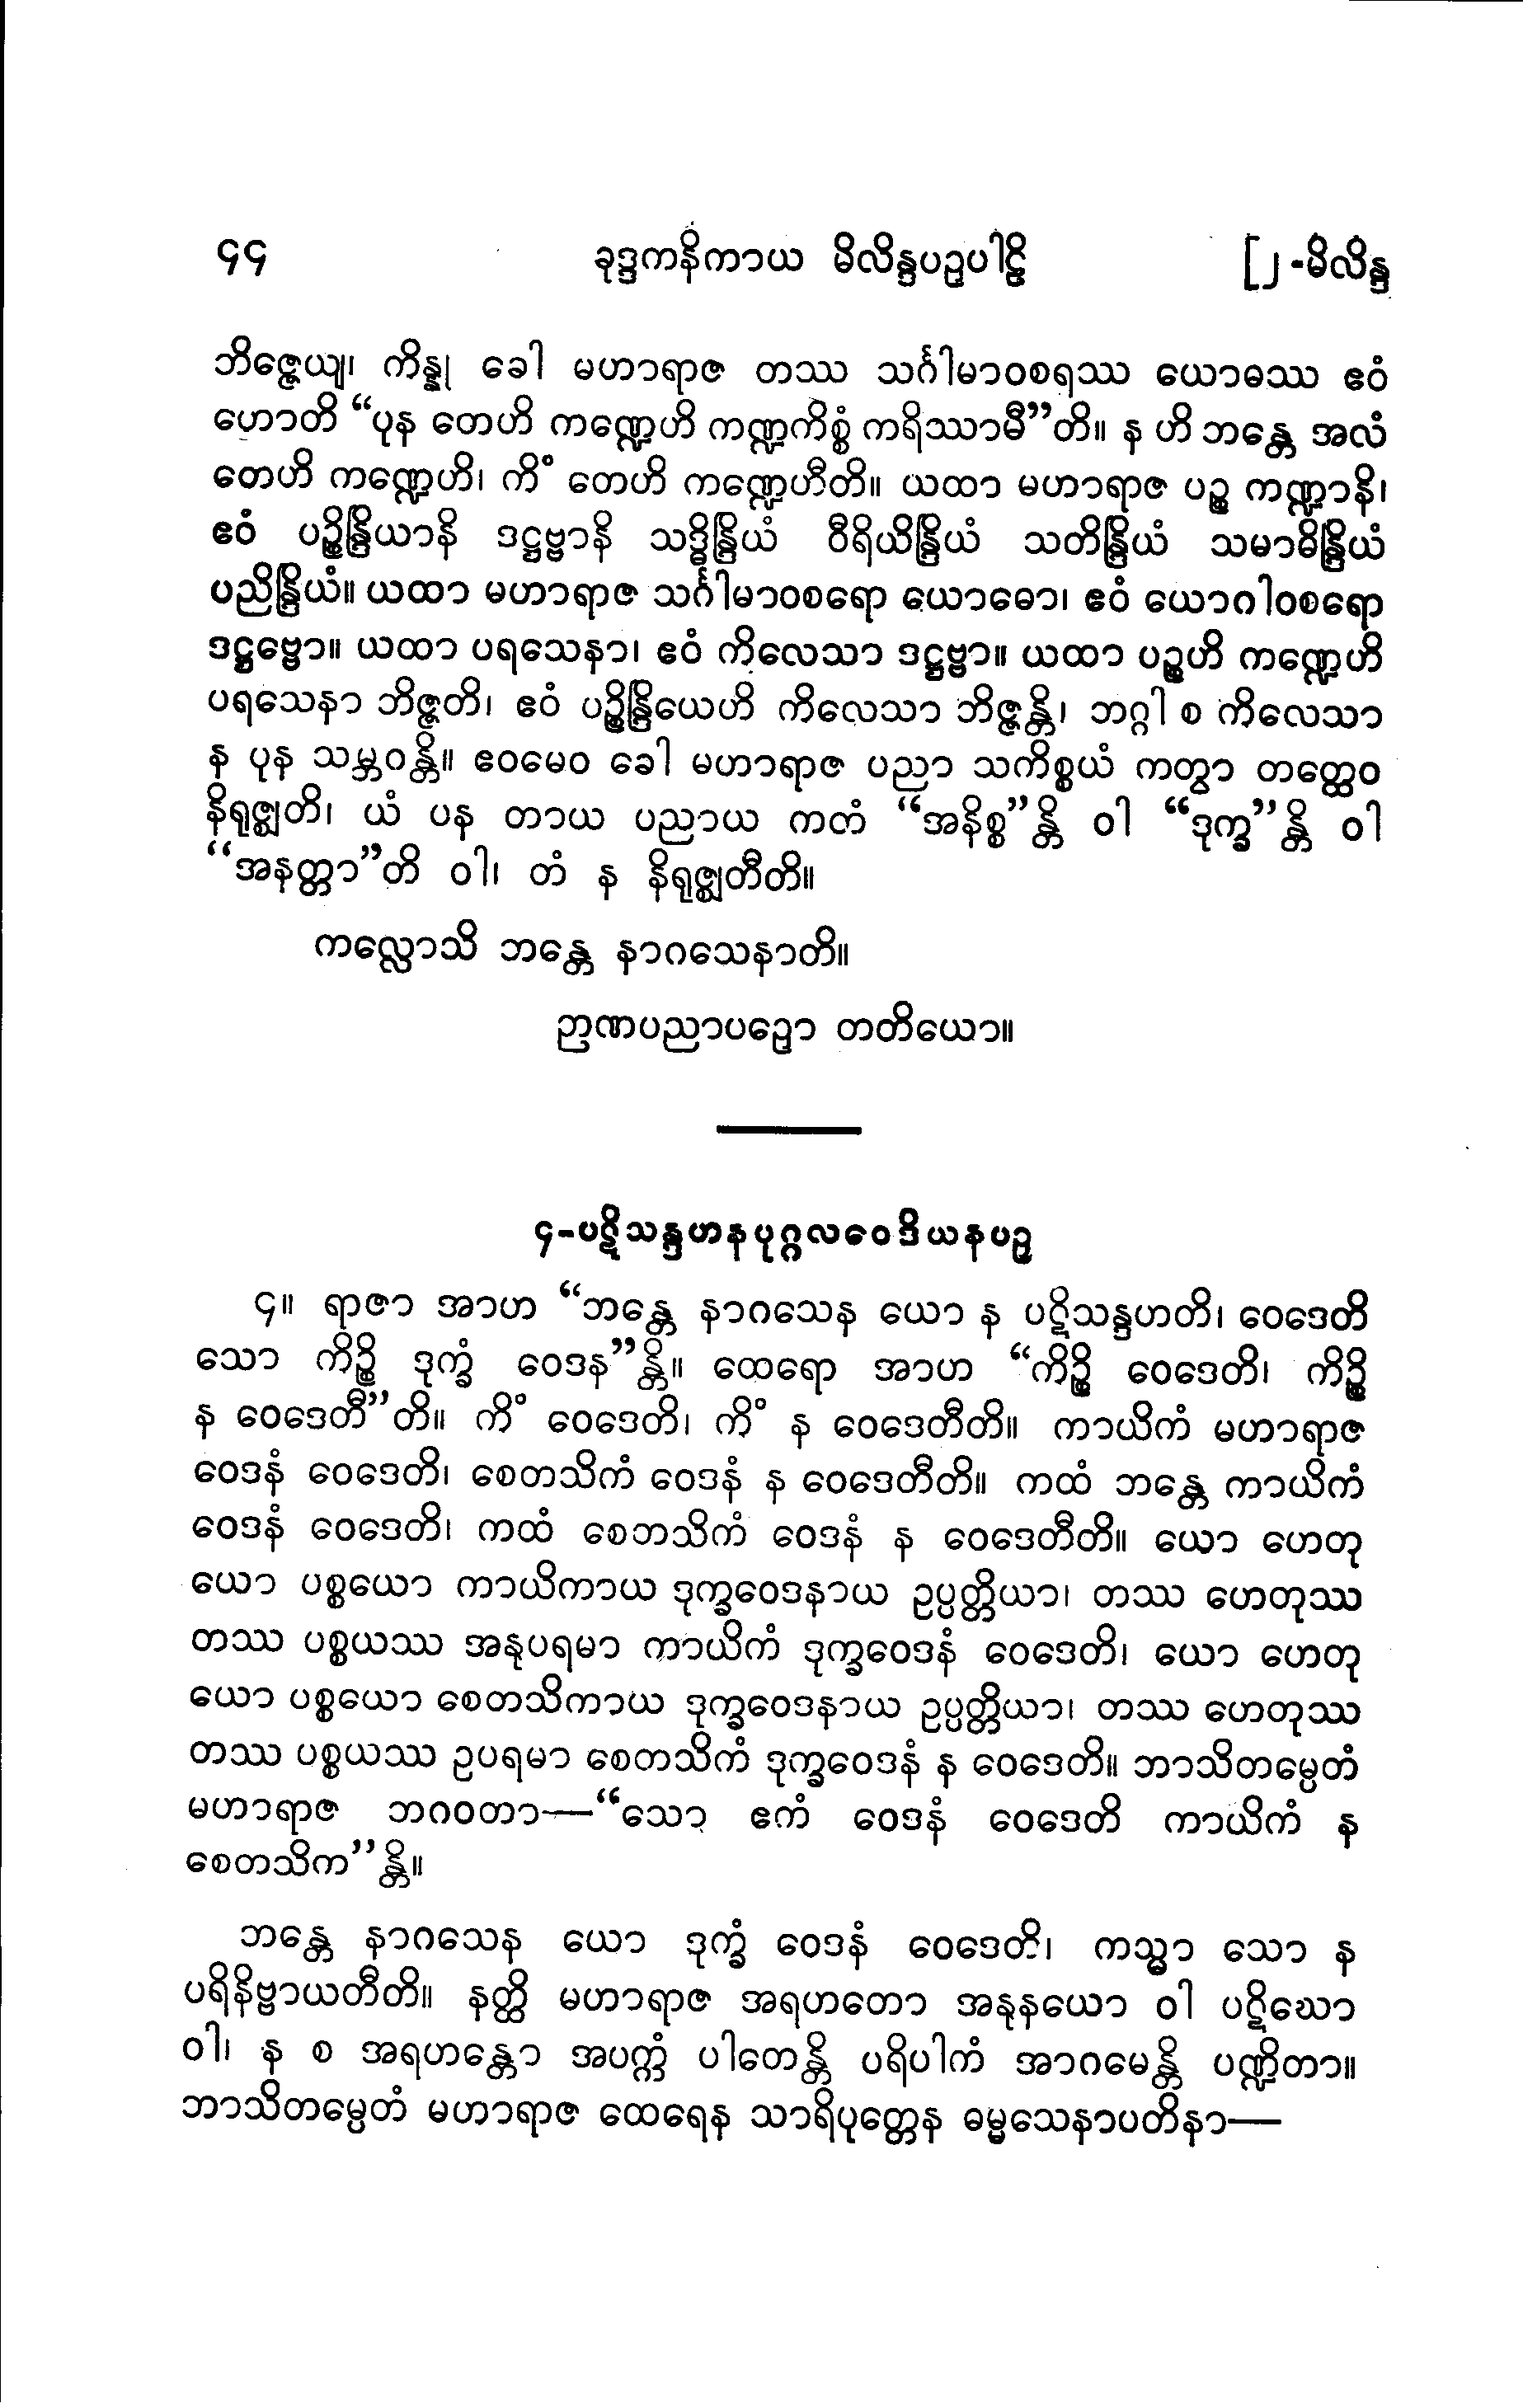 ၄၄ ခုဒ္ဒကနိကာယ မိလိန္ဒပဉှပါဠိ [၂-မိလိန္ဒ
ဘိဇ္ဇေယျ၊ ကိန္နု ခေါ မဟာရာဇ တဿ သင်္ဂါမာဝစရဿ ယောဓဿ ဧဝံ
ဟောတိ “ပုန တေဟိ ကဏ္ဍေဟိ ကဏ္ဍကိစ္စံ ကရိဿာမီ”တိ။ န ဟိ ဘန္တေ အလံ
တေဟိ ကဏ္ဍေဟိ၊ ကိံ တေဟိ ကဏ္ဍေဟီတိ။ ယထာ မဟာရာဇ ပဉ္စ ကဏ္ဍာနိ၊
ဧဝံ ပဉ္စိန္ဒြိယာနိ ဒဋ္ဌဗ္ဗာနိ သဒ္ဓိန္ဒြိယံ ဝီရိယိန္ဒြိယံ သတိန္ဒြိယံ သမာဓိန္ဒြိယံ
ပညိန္ဒြိယံ။ ယထာ မဟာရာဇ သင်္ဂါမာဝစရော ယောဓော၊ ဧဝံ ယောဂါဝစရော
ဒဋ္ဌဗ္ဗော။ ယထာ ပရသေနာ၊ ဧဝံ ကိလေသာ ဒဋ္ဌဗ္ဗာ။ ယထာ ပဉ္စဟိ ကဏ္ဍေဟိ
ပရသေနာ ဘိဇ္ဇတိ၊ ဧဝံ ပဉ္စိန္ဒြိယေဟိ ကိလေသာ ဘိဇ္ဇန္တိ၊ ဘဂ္ဂါ စ ကိလေသာ
န ပုန သမ္ဘဝန္တိ။ ဧဝမေဝ ခေါ မဟာရာဇ ပညာ သကိစ္စယံ ကတွာ တတ္ထေဝ
နိရုဇ္ဈတိ၊ ယံ ပန တာယ ပညာယ ကတံ “အနိစ္စ”န္တိ ဝါ “ဒုက္ခ”န္တိ ဝါ
“အနတ္တာ”တိ ဝါ၊ တံ န နိရုဇ္ဈတီတိ။
ကလ္လောသိ ဘန္တေ နာဂသေနာတိ။
ဉာဏပညာပဉှော တတိယော။
၄-ပဋိသန္ဒဟနပုဂ္ဂလဝေဒိယနပဉှ
၄။ ရာဇာ အာဟ “ဘန္တေ နာဂသေန ယော န ပဋိသန္ဒဟတိ၊ ဝေဒေတိ
သော ကိဉ္စိ ဒုက္ခံ ဝေဒန”န္တိ။ ထေရော အာဟ “ကိဉ္စိ ဝေဒေတိ၊ ကိဉ္စိ
န ဝေဒေတီ”တိ။ ကိံ ဝေဒေတိ၊ ကိံ န ဝေဒေတီတိ။ ကာယိကံ မဟာရာဇ
ဝေဒနံ ဝေဒေတိ၊ စေတသိကံ ဝေဒနံ န ဝေဒေတီတိ။ ကထံ ဘန္တေ ကာယိကံ
ဝေဒနံ ဝေဒေတိ၊ ကထံ စေဘသိကံ ဝေဒနံ န ဝေဒေတီတိ။ ယော ဟေတု
ယော ပစ္စယော ကာယိကာယ ဒုက္ခဝေဒနာယ ဥပ္ပတ္တိယာ၊ တဿ ဟေတုဿ
တဿ ပစ္စယဿ အနုပရမာ ကာယိကံ ဒုက္ခဝေဒနံ ဝေဒေတိ၊ ယော ဟေတု
ယော ပစ္စယော စေတသိကာယ ဒုက္ခဝေဒနာယ ဥပ္ပတ္တိယာ၊ တဿ ဟေတုဿ
တဿ ပစ္စယဿ ဥပရမာ စေတသိကံ ဒုက္ခဝေဒနံ န ဝေဒေတိ။ ဘာသိတမ္ပေတံ
မဟာရာဇ ဘဂဝတာ—“သော ဧကံ ဝေဒနံ ဝေဒေတိ ကာယိကံ န
စေတသိက”န္တိ။
ဘန္တေ နာဂသေန ယော ဒုက္ခံ ဝေဒနံ ဝေဒေတိ၊ ကသ္မာ သော န
ပရိနိဗ္ဗာယတီတိ။ နတ္ထိ မဟာရာဇ အရဟတော အနုနယော ဝါ ပဋိဃော
ဝါ၊ န စ အရဟန္တော အပက္ကံ ပါတေန္တိ ပရိပါကံ အာဂမေန္တိ ပဏ္ဍိတာ။
ဘာသိတမ္ပေတံ မဟာရာဇ ထေရေန သာရိပုတ္တေန ဓမ္မသေနာပတိနာ—